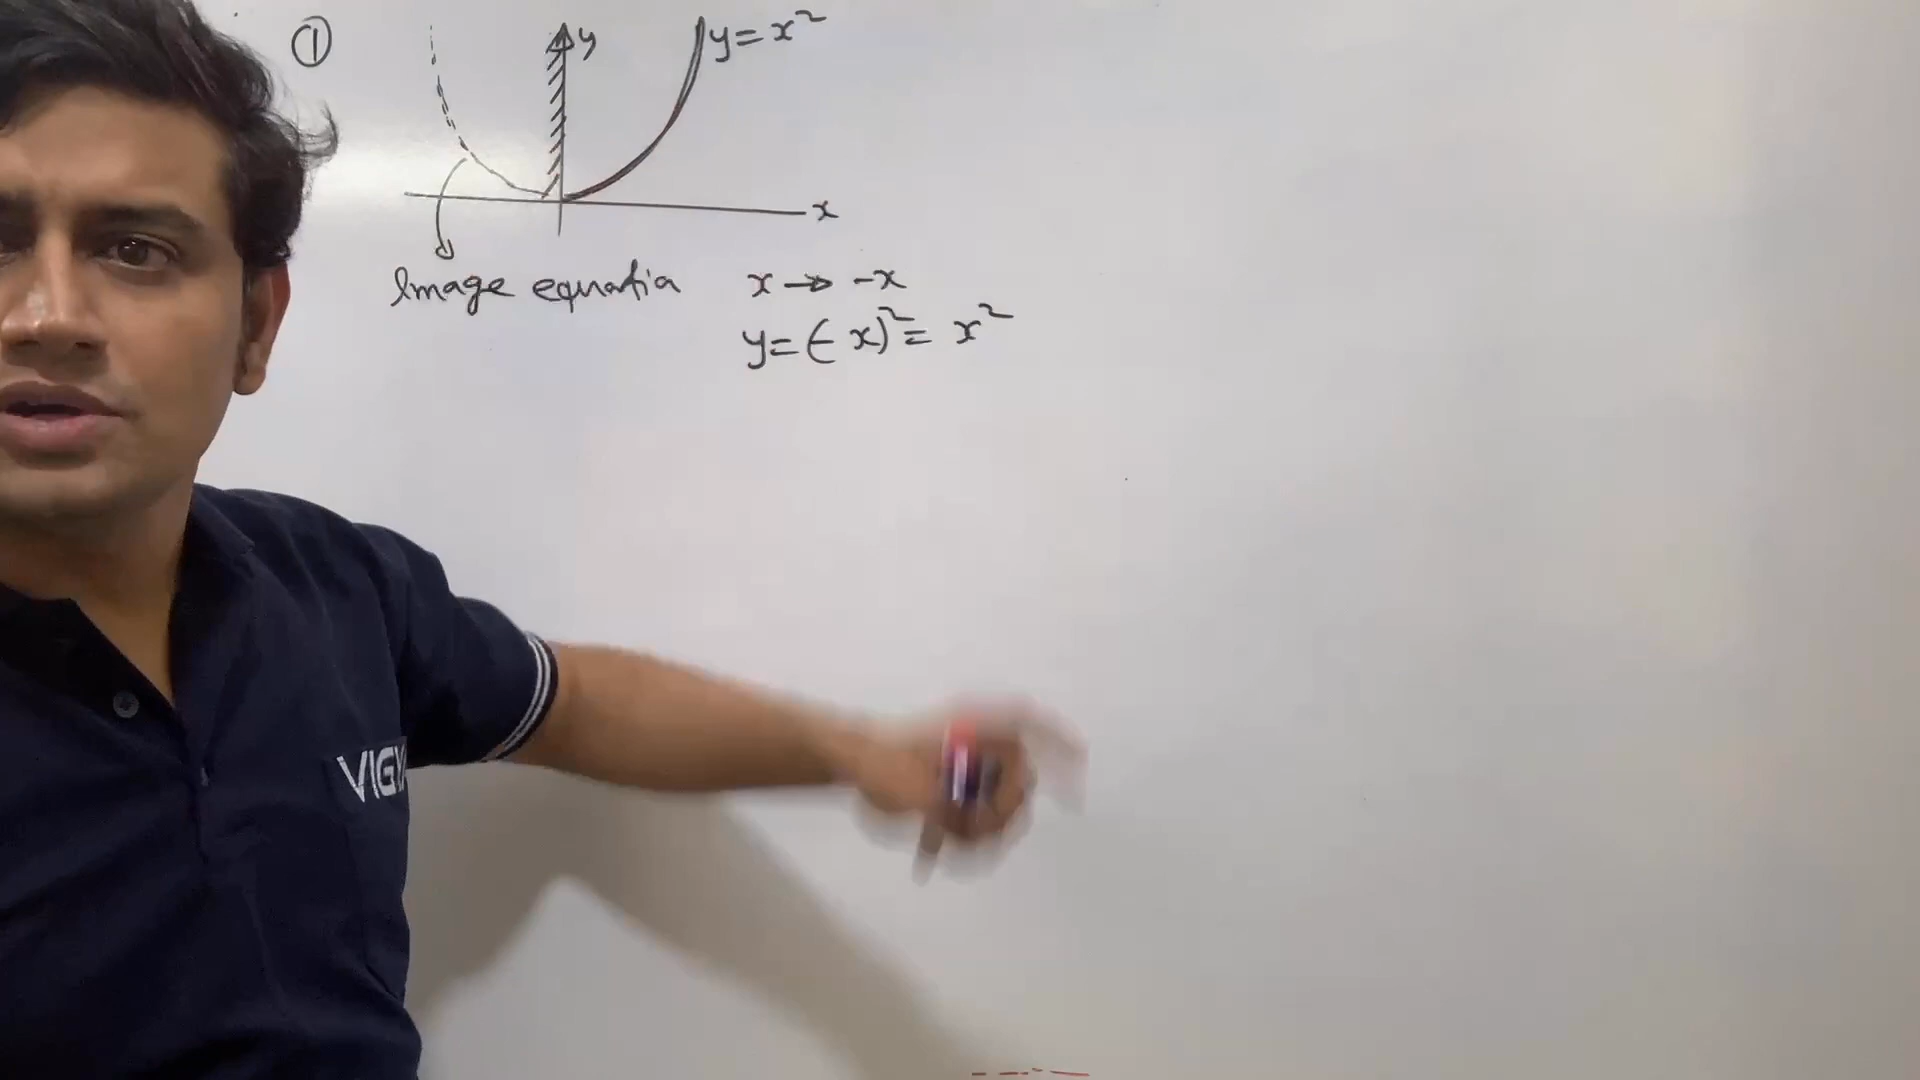 ①
y
y = x²
x
Image equatia
x → -x
y = (-x)² = x²
VIGY